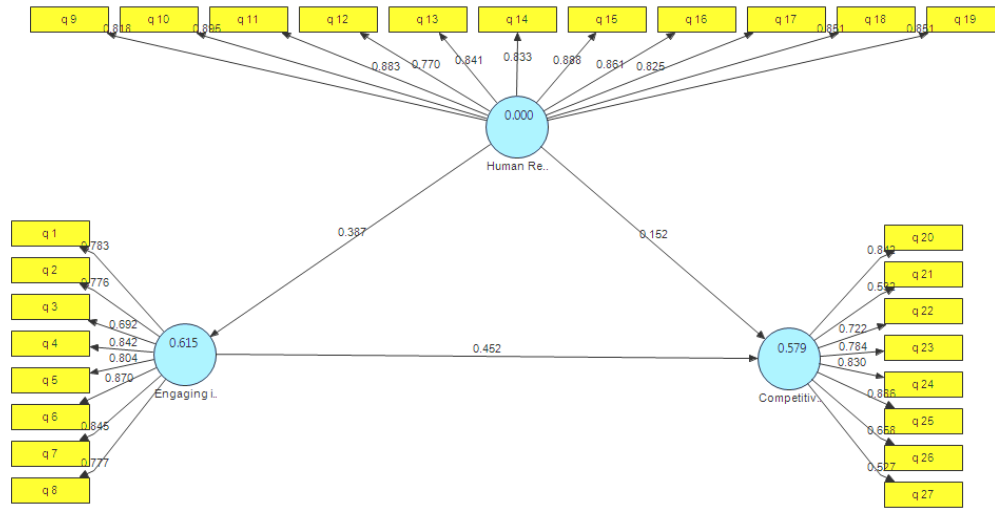 q 9
q 10
q 11
q 12
q 13
q 14
q 15
q 16
q 17
q 18
q 19
0.818
0.895
0.883
0.770
0.841
0.833
0.888
0.861
0.825
0.851
0.851
0.000
Human Re..
0.387
0.152
q 1
q 2
q 3
q 4
q 5
q 6
q 7
q 8
0.783
0.776
0.692
0.842
0.804
0.870
0.845
0.777
0.615
Engaging i..
0.452
0.579
Competitiv..
q 20
q 21
q 22
q 23
q 24
q 25
q 26
q 27
0.722
0.784
0.830
0.527